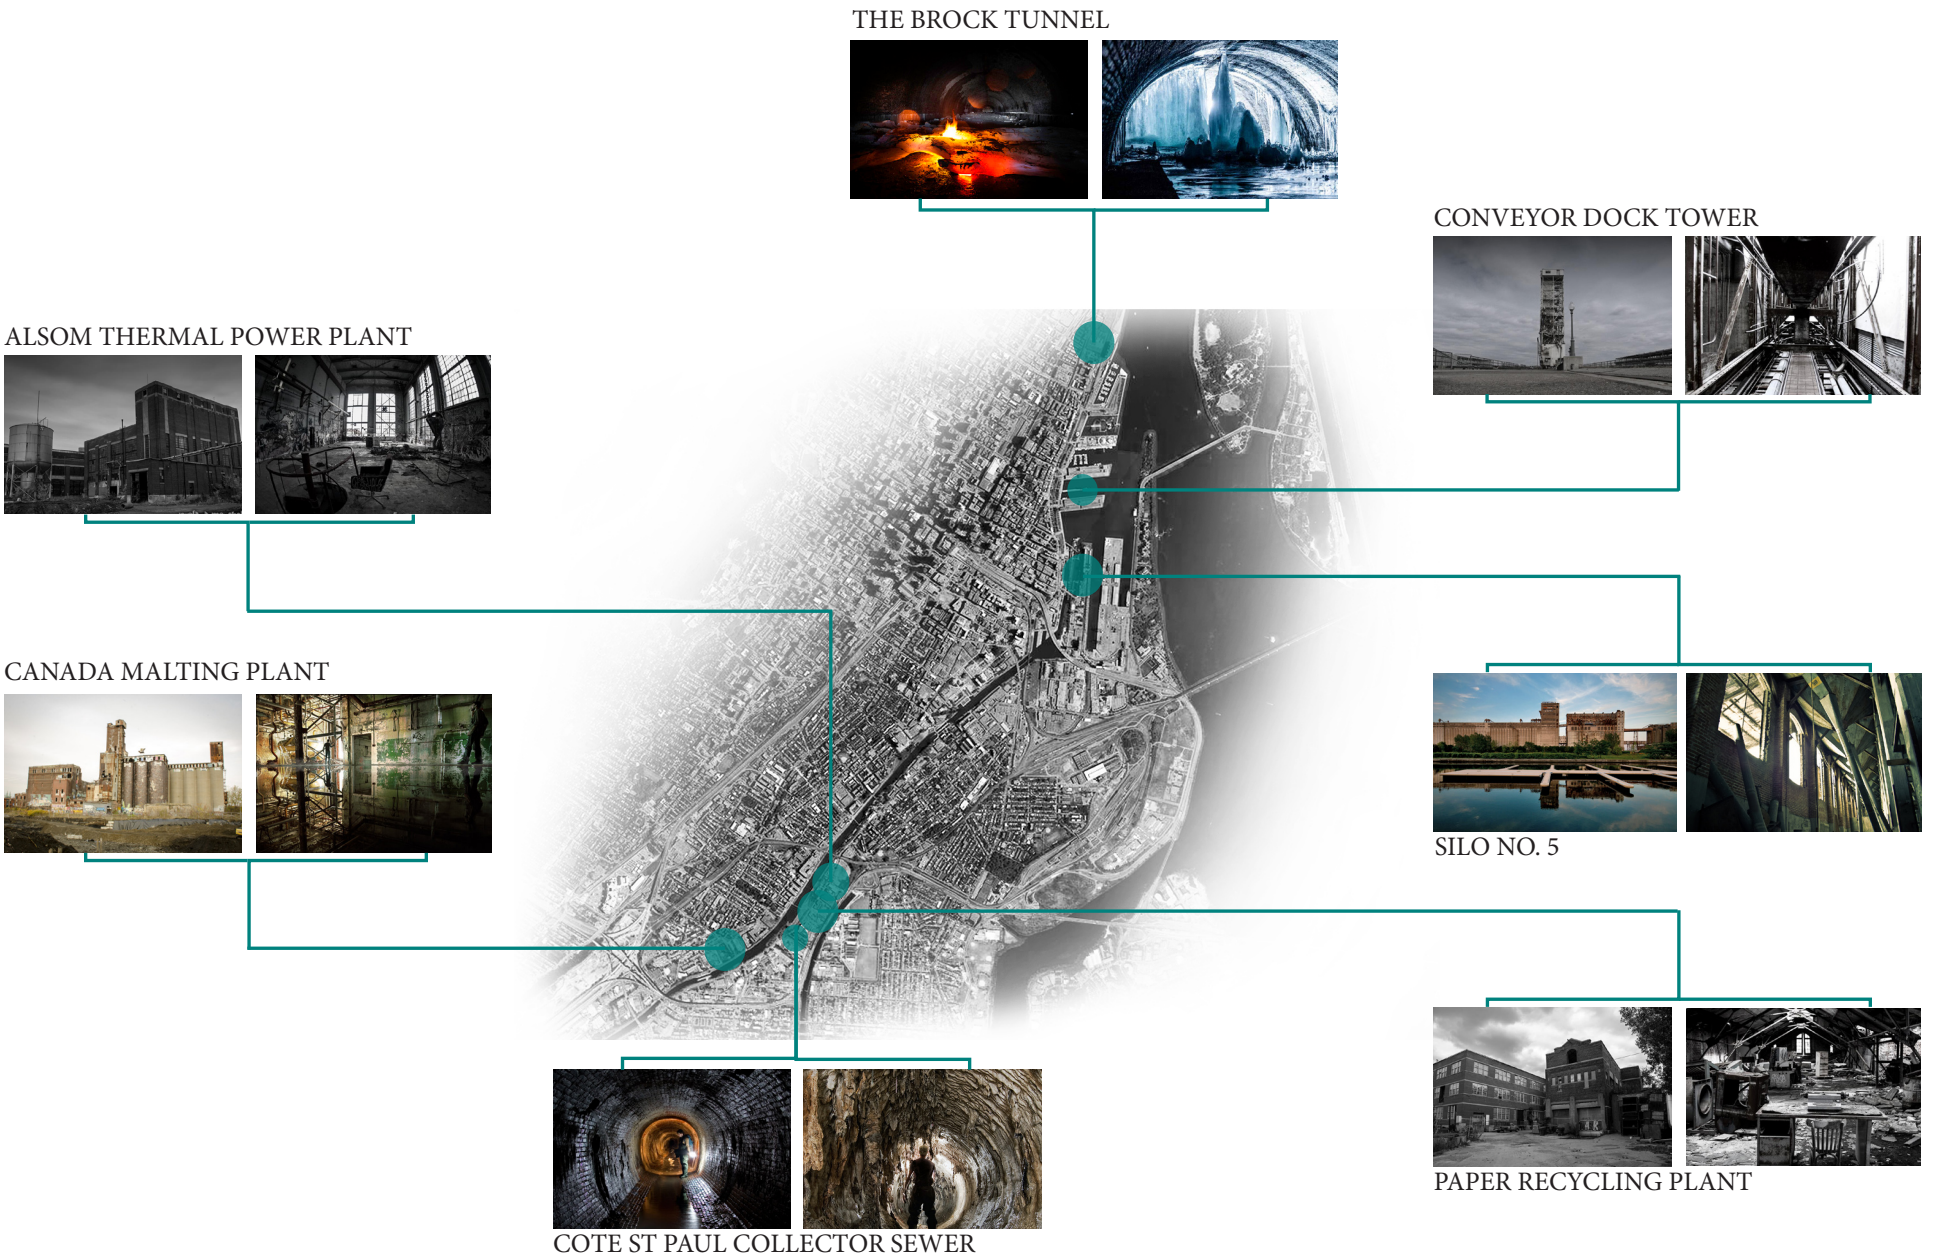 THE BROCK TUNNEL
CONVEYOR DOCK TOWER
ALSOM THERMAL POWER PLANT
CANADA MALTING PLANT
SILO NO. 5
PAPER RECYCLING PLANT
COTE ST PAUL COLLECTOR SEWER